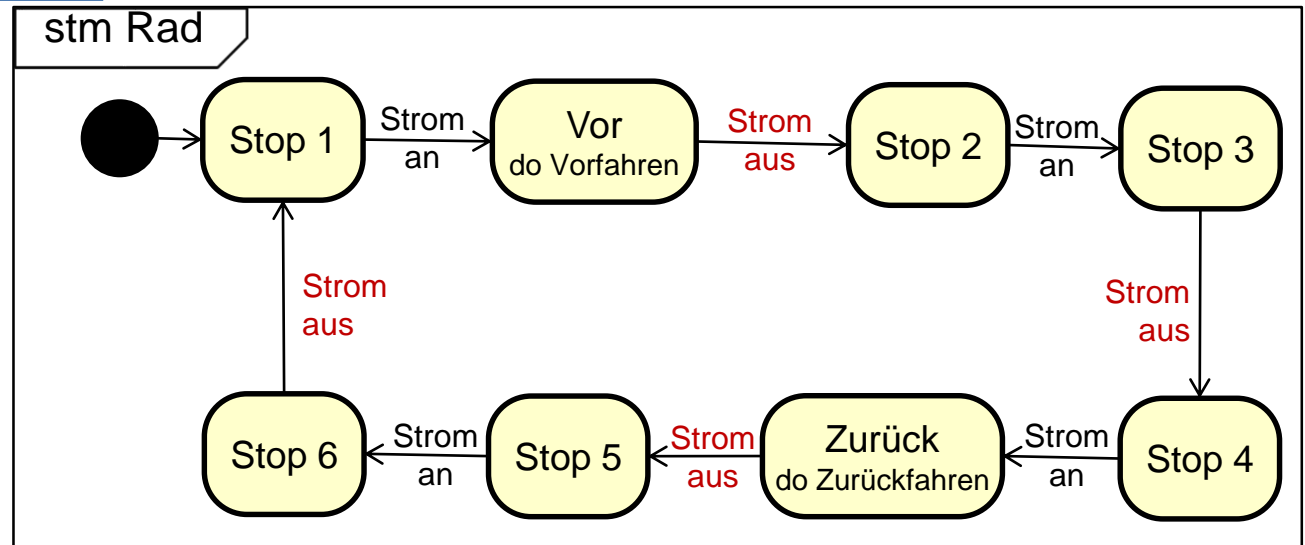 stm Rad
Stop 1
Strom
an
Vor
do Vorfahren
Strom
aus
Stop 2
Strom
an
Stop 3
Strom
aus
Strom
aus
Stop 6
Strom
an
Stop 5
Strom
aus
Zurück
do Zurückfahren
Strom
an
Stop 4